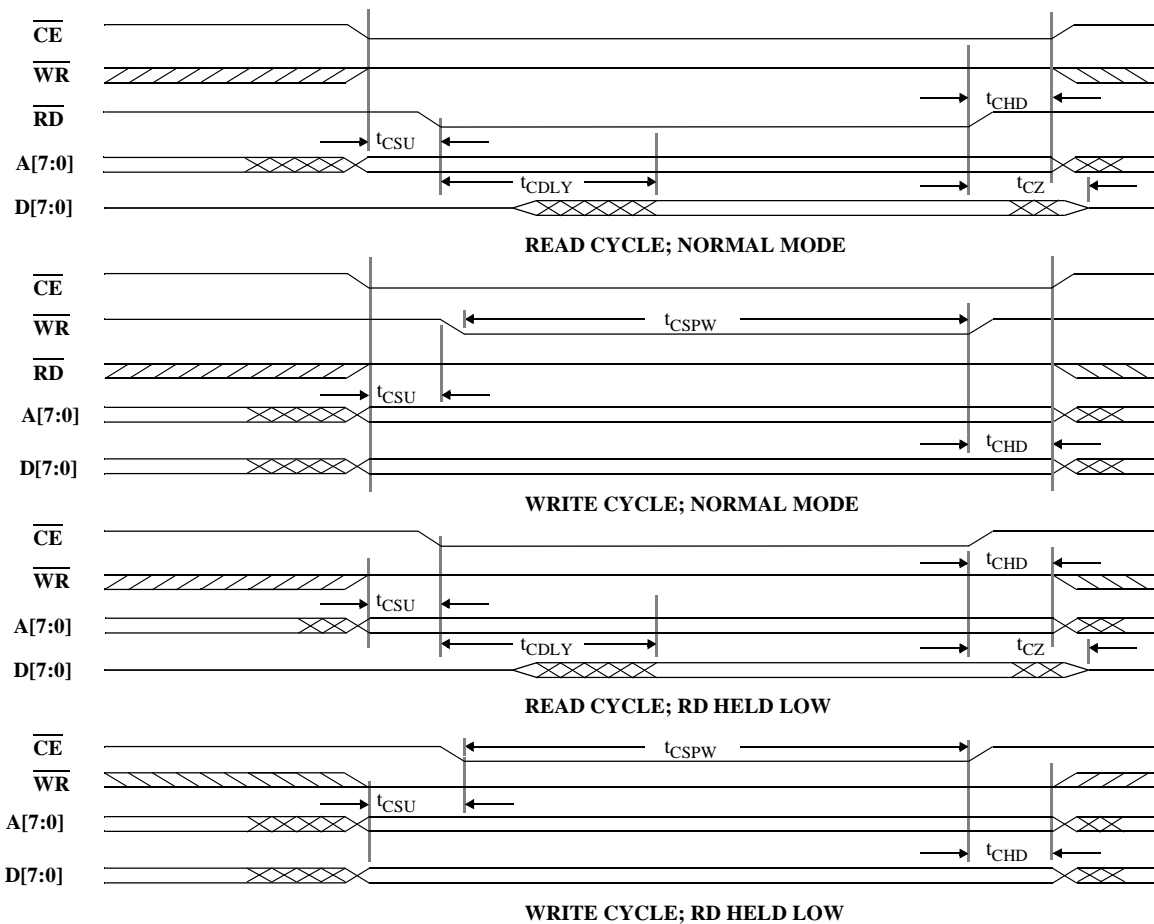 CE
WR
tCHD
RD
tCSU
A[7:0]
tCDLY
tCZ
D[7:0]
READ CYCLE; NORMAL MODE
CE
WR
tCSPW
RD
tCSU
A[7:0]
tCHD
D[7:0]
WRITE CYCLE; NORMAL MODE
CE
tCHD
WR
tCSU
A[7:0]
tCDLY
tCZ
D[7:0]
READ CYCLE; RD HELD LOW
CE
tCSPW
WR
tCSU
A[7:0]
tCHD
D[7:0]
WRITE CYCLE; RD HELD LOW